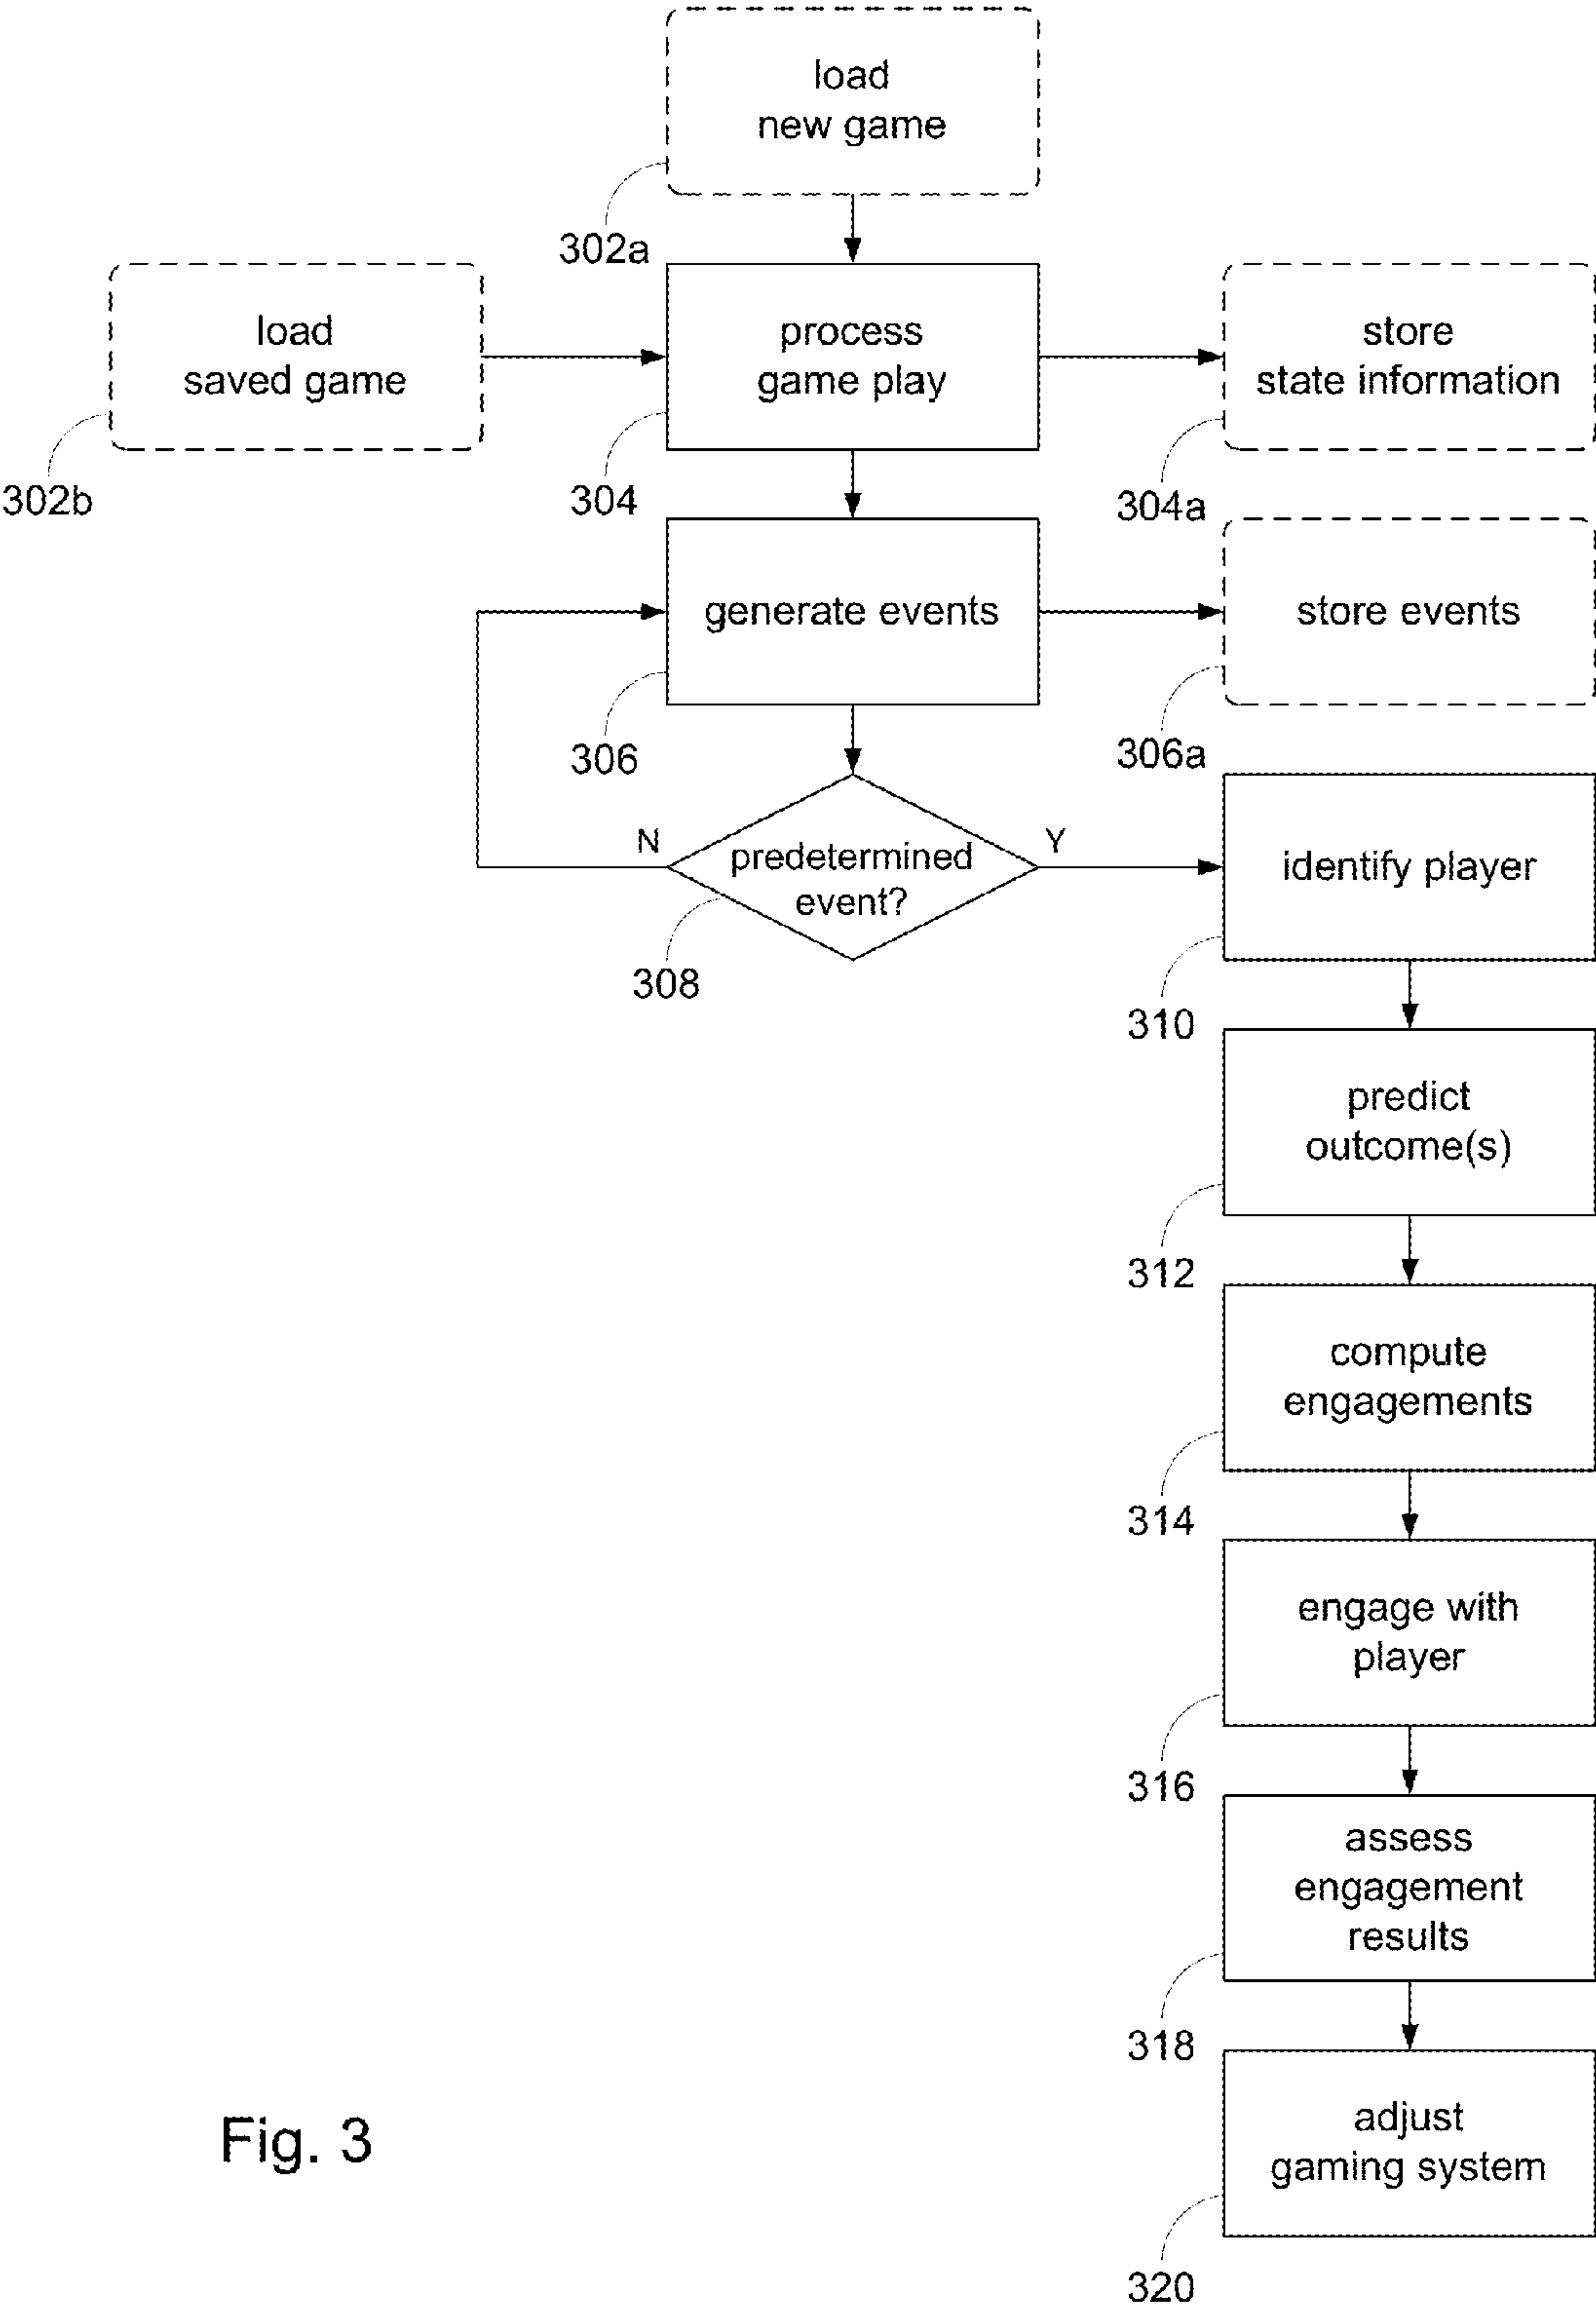 load
new game
302a
load
saved game
302b
process
game play
304
store
state information
304a
generate events
306
store events
306a
N
predetermined
event?
Y
308
identify player
310
predict
outcome(s)
312
compute
engagements
314
engage with
player
316
assess
engagement
results
318
adjust
gaming system
320
Fig. 3